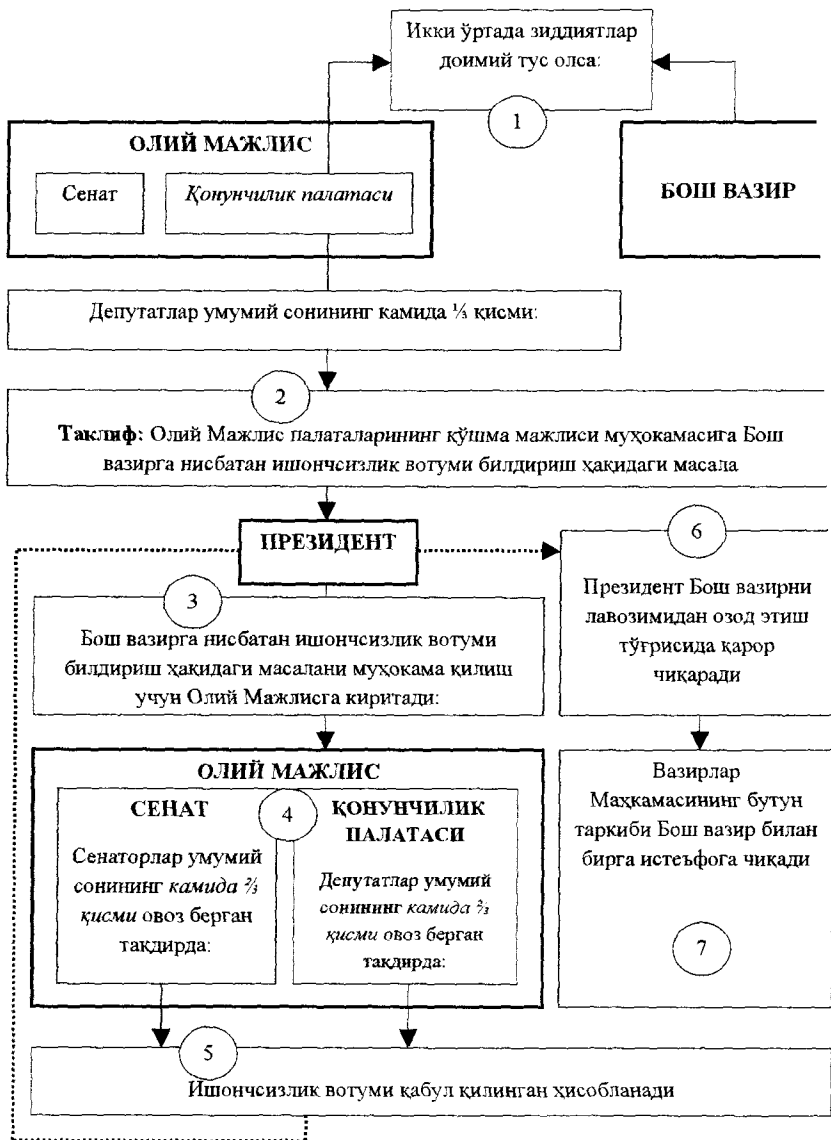 Икки ўртада зиддиятлар
доимий тус олса:
1
ОЛИЙ МАЖЛИС
Сенат
Қонунчилик палатаси
БОШ ВАЗИР
Депутатлар умумий сонининг камида ⅓ қисми:
2
Таклиф: Олий Мажлис палаталарининг қўшма мажлиси муҳокамасига Бош
вазирга нисбатан ишончсизлик вотуми билдириш ҳақидаги масала
ПРЕЗИДЕНТ
3
Бош вазирга нисбатан ишончсизлик вотуми
билдириш ҳақидаги масалани муҳокама қилиш
учун Олий Мажлисга киритади:
6
Президент Бош вазирни
лавозимидан озод этиш
тўғрисида қарор
чиқаради
ОЛИЙ МАЖЛИС
СЕНАТ
Сенаторлар умумий
сонининг камида ⅔
қисми овоз берган
тақдирда:
4
ҚОНУНЧИЛИК
ПАЛАТАСИ
Депутатлар умумий
сонининг камида ⅔
қисми овоз берган
тақдирда:
Вазирлар
Маҳкамасининг бутун
таркиби Бош вазир билан
бирга истеъфога чиқади
7
5
Ишончсизлик вотуми қабул қилинган ҳисобланади